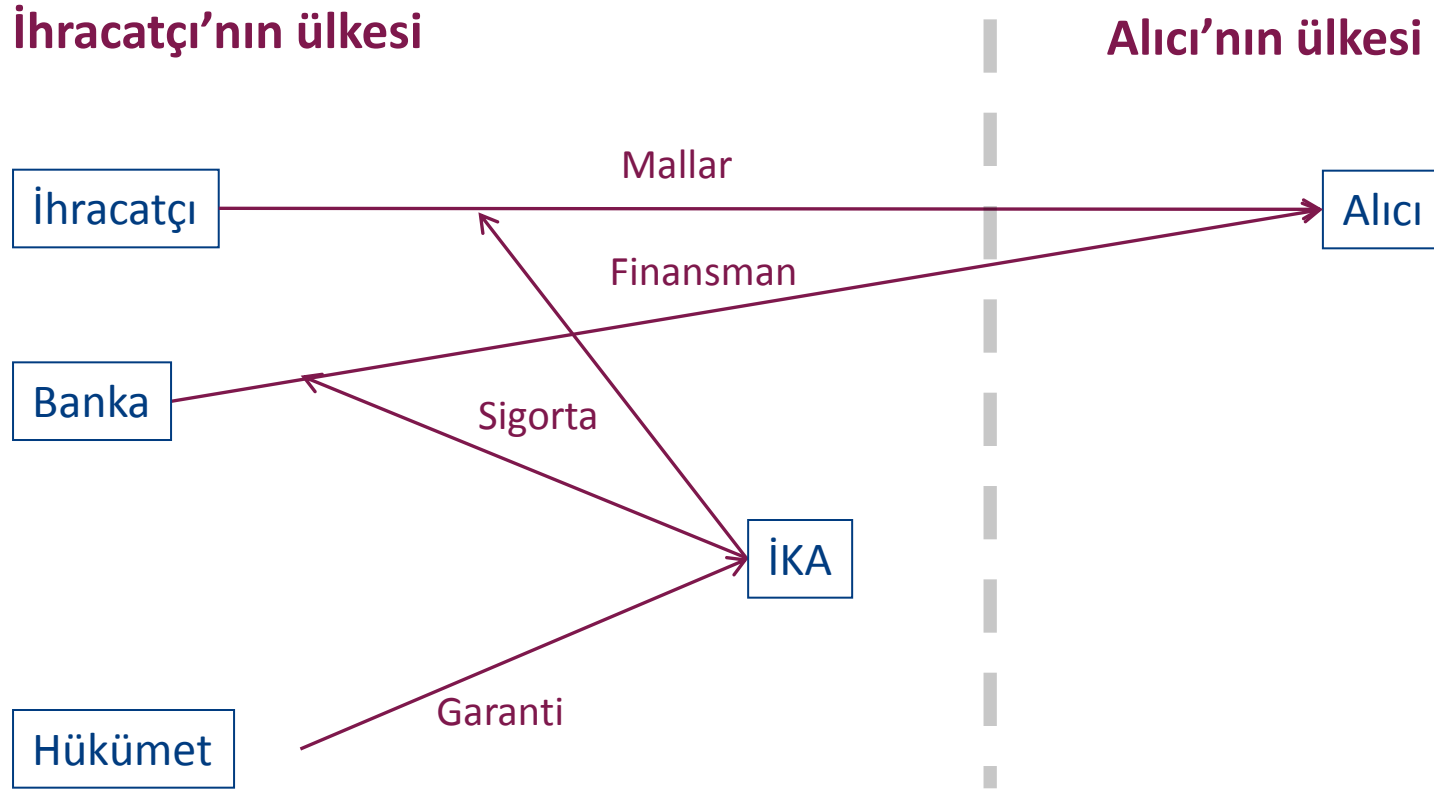 İhracatçı’nın ülkesi
Alıcı’nın ülkesi
Mallar
İhracatçı
Alıcı
Finansman
Banka
Sigorta
İKA
Garanti
Hükümet